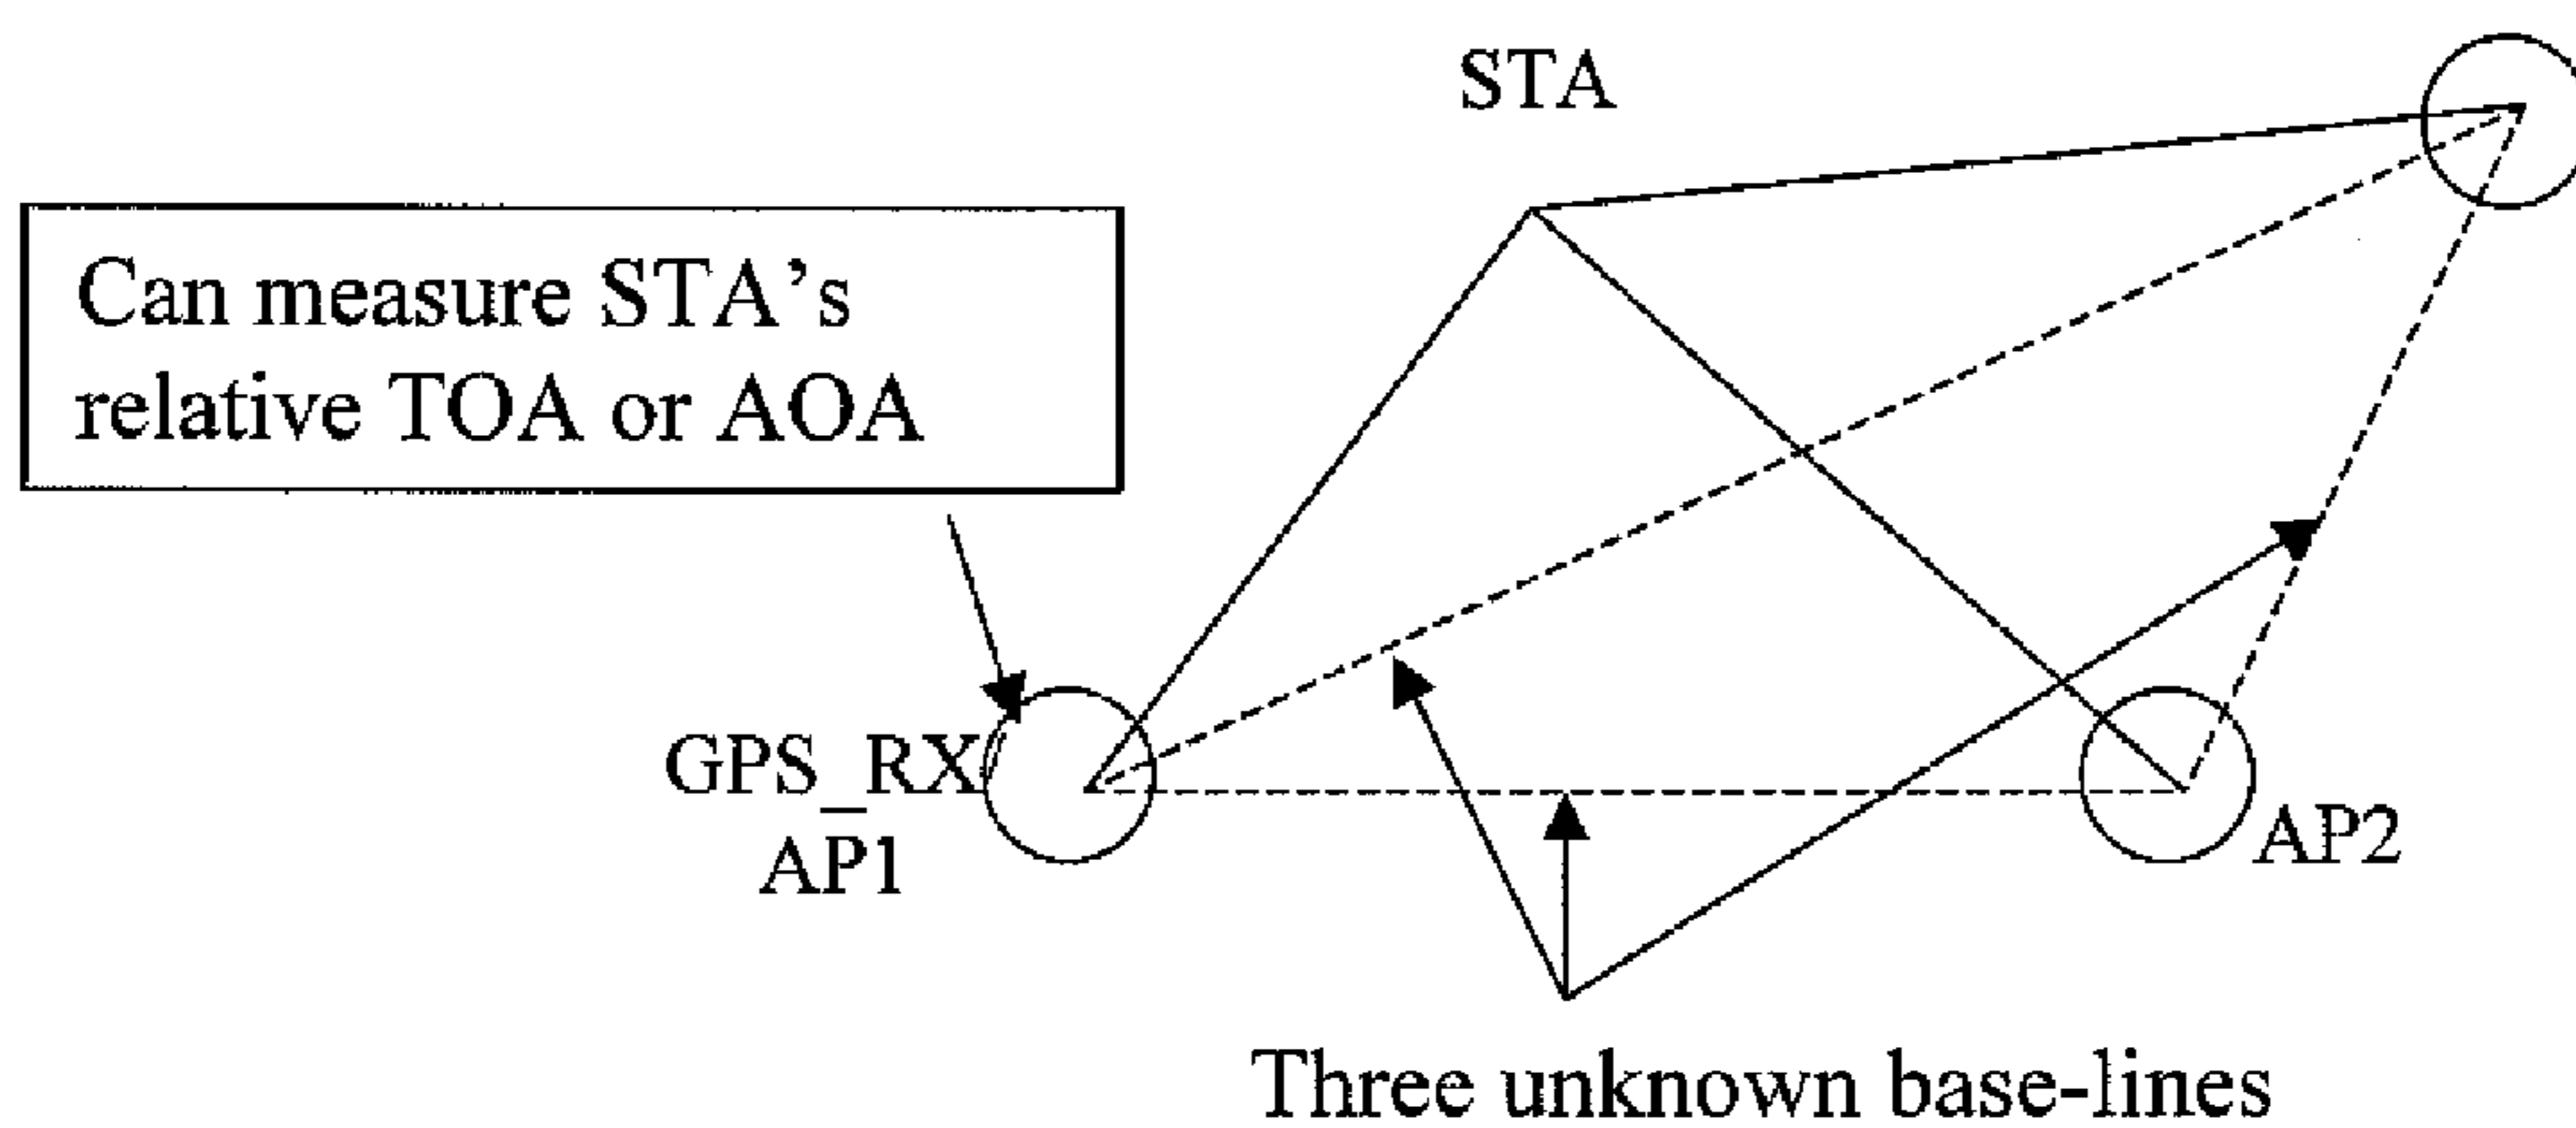 STA
Can measure STA’s
relative TOA or AOA
GPS_RX
AP1
AP2
Three unknown base-lines